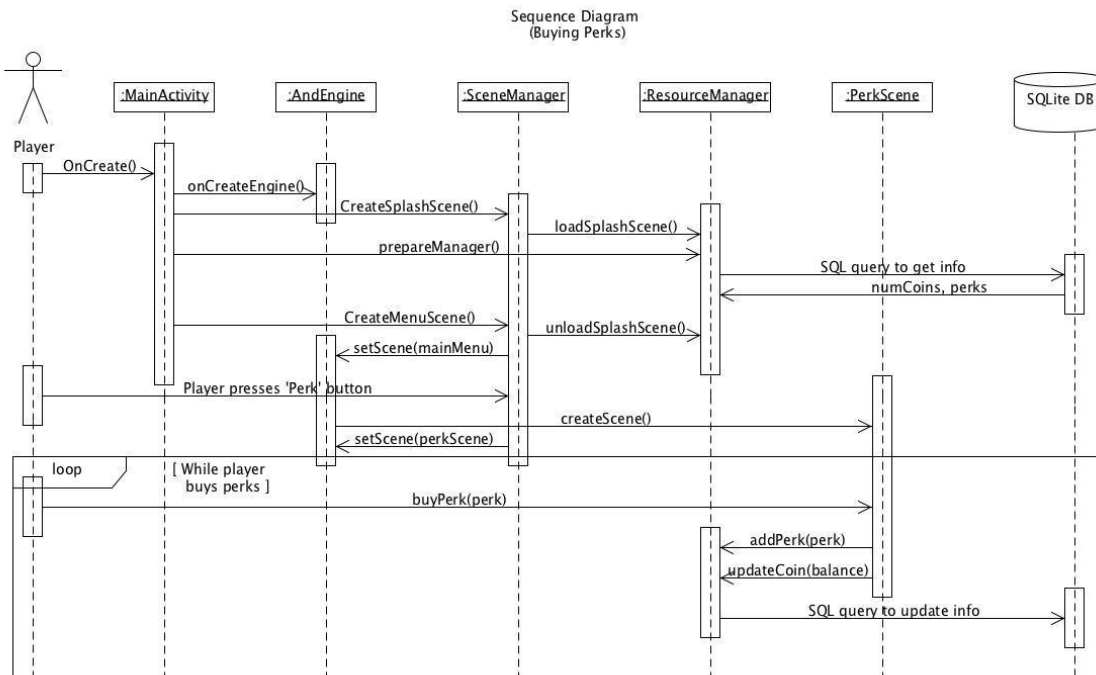 Sequence Diagram
(Buying Perks)
:MainActivity
:AndEngine
:SceneManager
:ResourceManager
:PerkScene
SQLite DB
Player
OnCreate()
onCreateEngine()
CreateSplashScene()
loadSplashScene()
prepareManager()
SQL query to get info
numCoins, perks
CreateMenuScene()
unloadSplashScene()
setScene(mainMenu)
Player presses 'Perk' button
createScene()
setScene(perkScene)
loop
[ While player
buys perks ]
buyPerk(perk)
addPerk(perk)
updateCoin(balance)
SQL query to update info